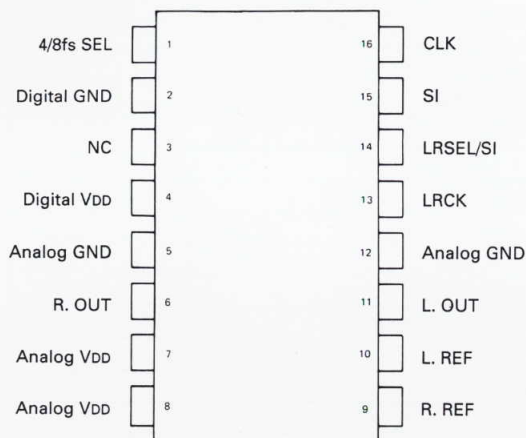 4/8fs SEL 1 16 CLK
Digital GND 2 15 SI
NC 3 14 LRSEL/SI
Digital VDD 4 13 LRCK
Analog GND 5 12 Analog GND
R. OUT 6 11 L. OUT
Analog VDD 7 10 L. REF
Analog VDD 8 9 R. REF